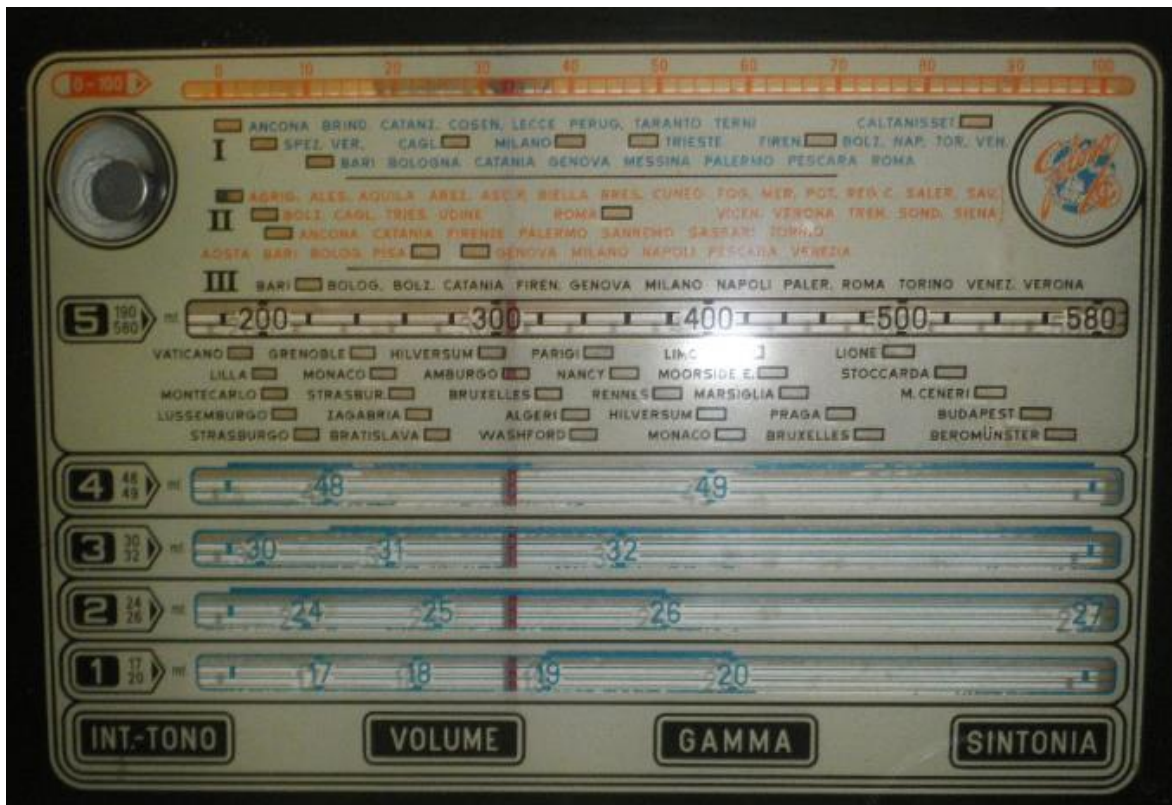 0-100 0 10 20 30 40 50 60 70 80 90 100
ANCONA BRIND. CATANZ. COSEN. LECCE PERUG. TARANTO TERNI CALTANISSET.
I SPEZ. VER. CAGL. MILANO TRIESTE FIREN. BOLZ. NAP. TOR. VEN.
BARI BOLOGNA CATANIA GENOVA MESSINA PALERMO PESCARA ROMA
AGRIG. ALES. AQUILA AREZ. ASC.P. BIELLA BRES. CUNEO FOG. MER. POT. REG.C. SALER. SAV.
II BOLZ. CAGL. TRIES. UDINE ROMA VICEN. VERONA TREN. SOND. SIENA
ANCONA CATANIA FIRENZE PALERMO SANREMO SASSARI TORINO
AOSTA BARI BOLOG. PISA GENOVA MILANO NAPOLI PESCARA VENEZIA
III BARI BOLOG. BOLZ. CATANIA FIREN. GENOVA MILANO NAPOLI PALER. ROMA TORINO VENEZ. VERONA
5 190 580 mt 200 300 400 500 580
VATICANO GRENOBLE HILVERSUM PARIGI LIONE
LILLA MONACO AMBURGO NANCY MOORSIDE E. STOCCARDA
MONTECARLO STRASBUR. BRUXELLES RENNES MARSIGLIA M. CENERI
LUSSEMBURGO ZAGABRIA ALGERI HILVERSUM PRAGA BUDAPEST
STRASBURGO BRATISLAVA WASHFORD MONACO BRUXELLES BEROMÜNSTER
4 48 49 mt 48 49
3 30 32 mt 30 31 32
2 24 26 mt 24 25 26 27
1 17 20 mt 17 18 19 20
INT.-TONO VOLUME GAMMA SINTONIA